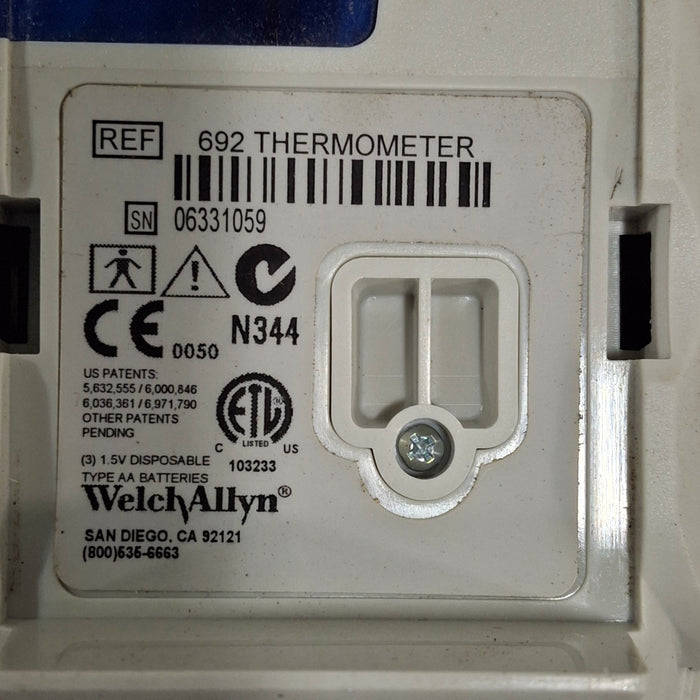 REF 692 THERMOMETER
SN 06331059
N344
CE 0050
US PATENTS:
5,632,555 / 6,000,846
6,036,361 / 6,971,790
OTHER PATENTS
PENDING
ETL ®
LISTED
C US
103233
(3) 1.5V DISPOSABLE
TYPE AA BATTERIES
WelchAllyn®
SAN DIEGO, CA 92121
(800)535-6663